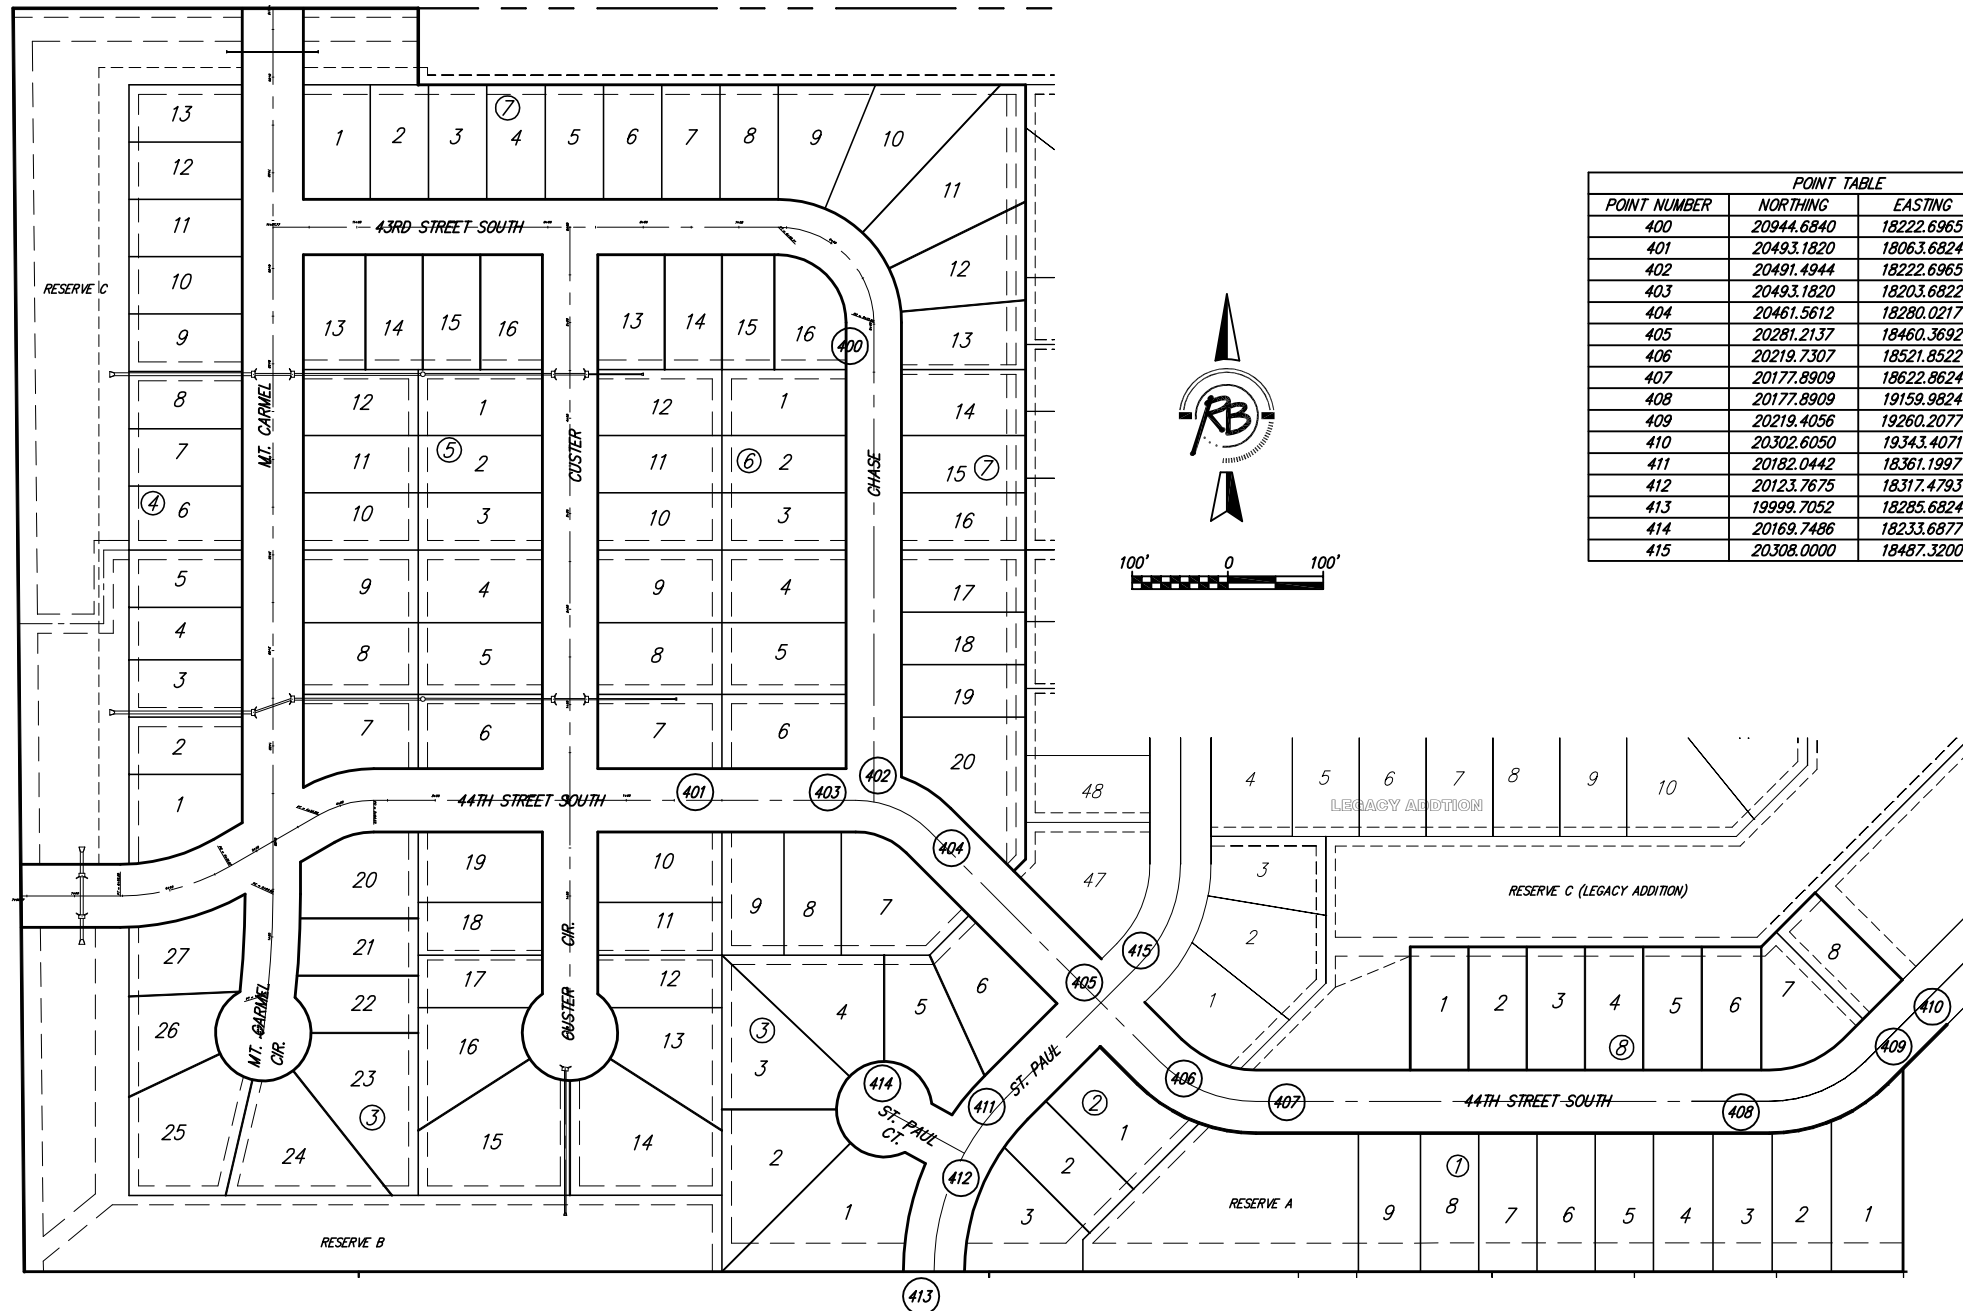 POINT TABLE
POINT NUMBER NORTHING EASTING
400 20944.6840 18222.6965
401 20493.1820 18063.6824
402 20491.4944 18222.6965
403 20493.1820 18203.6822
404 20461.5612 18280.0217
405 20281.2137 18460.3692
406 20219.7307 18521.8522
407 20177.8909 18622.8624
408 20177.8909 19159.9824
409 20219.4056 19260.2077
410 20302.6050 19343.4071
411 20182.0442 18361.1997
412 20123.7675 18317.4793
413 19999.7052 18285.6824
414 20169.7486 18233.6877
415 20308.0000 18487.3200
RB
100' 0 100'
RESERVE C
MT. CARMEL
13
12
11
10
9
8
7
4 6
5
4
3
2
1
7
1 2 3 4 5 6 7 8 9 10
11
12
13
14
15 7
16
17
18
19
20
43RD STREET SOUTH
13 14 15 16
12 1
11 5 2
10 3
9 4
8 5
7 6
CUSTER
13 14 15 16
12 1
11 6 2
10 3
9 4
8 5
7 6
CHASE
400
44TH STREET SOUTH
401 403 402
404
405
415
406
407
44TH STREET SOUTH
408
409
410
411
412
413
414
27
26
25
24
23
3
22
21
20
MT. CARMEL
CIR.
19
18
17
16
15
CUSTER CIR.
10
11
12
13
14
9 8 7
6
5
4
3
3
2
1
ST. PAUL
CT.
ST. PAUL
2
1
2
3
RESERVE B
RESERVE A
48
47
4 5 6 7 8 9 10
LEGACY ADDTION
3
2
1
RESERVE C (LEGACY ADDITION)
1 2 3 4 5 6 7 8
8
1
9 8 7 6 5 4 3 2 1